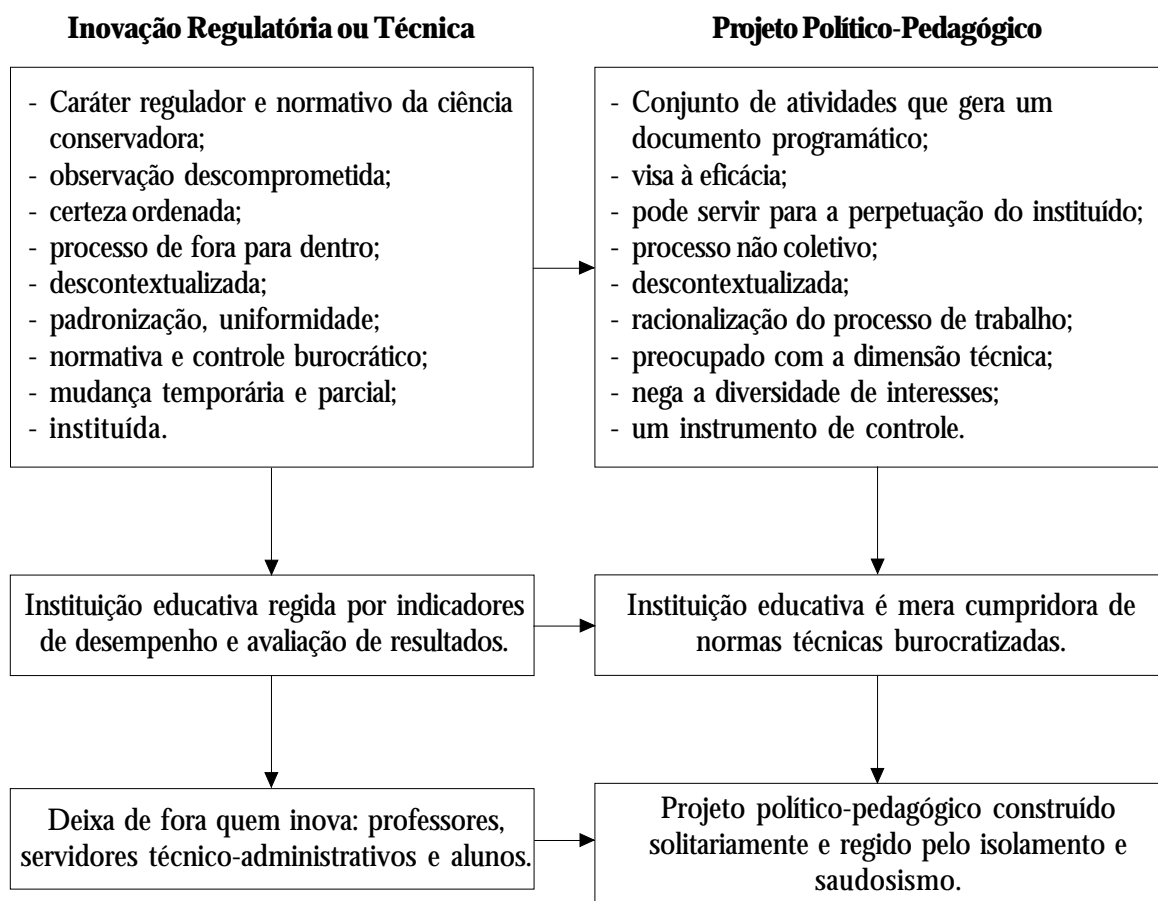 Inovação Regulatória ou Técnica
- Caráter regulador e normativo da ciência
conservadora;
- observação descomprometida;
- certeza ordenada;
- processo de fora para dentro;
- descontextualizada;
- padronização, uniformidade;
- normativa e controle burocrático;
- mudança temporária e parcial;
- instituída.
Projeto Político-Pedagógico
- Conjunto de atividades que gera um
documento programático;
- visa à eficácia;
- pode servir para a perpetuação do instituído;
- processo não coletivo;
- descontextualizada;
- racionalização do processo de trabalho;
- preocupado com a dimensão técnica;
- nega a diversidade de interesses;
- um instrumento de controle.
Instituição educativa regida por indicadores
de desempenho e avaliação de resultados.
Instituição educativa é mera cumpridora de
normas técnicas burocratizadas.
Deixa de fora quem inova: professores,
servidores técnico-administrativos e alunos.
Projeto político-pedagógico construído
solitariamente e regido pelo isolamento e
saudosismo.